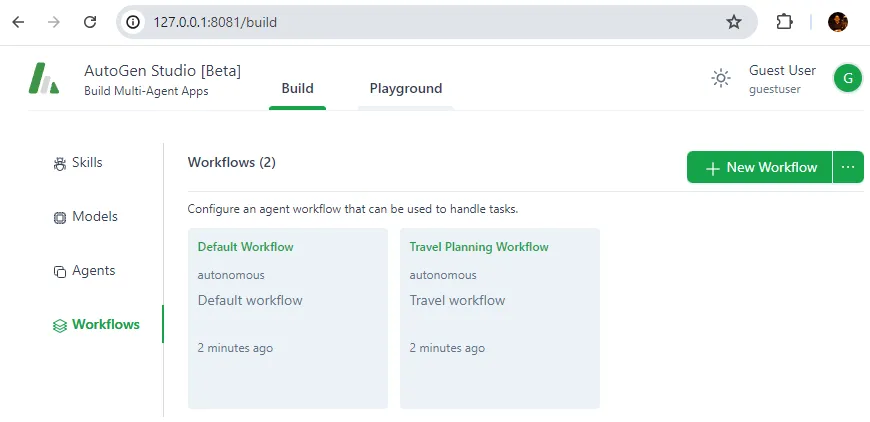 127.0.0.1:8081/build
AutoGen Studio [Beta]
Build Multi-Agent Apps
Build
Playground
Guest User
guestuser
G
Skills
Models
Agents
Workflows
Workflows (2)
+ New Workflow ...
Configure an agent workflow that can be used to handle tasks.
Default Workflow
autonomous
Default workflow
2 minutes ago
Travel Planning Workflow
autonomous
Travel workflow
2 minutes ago